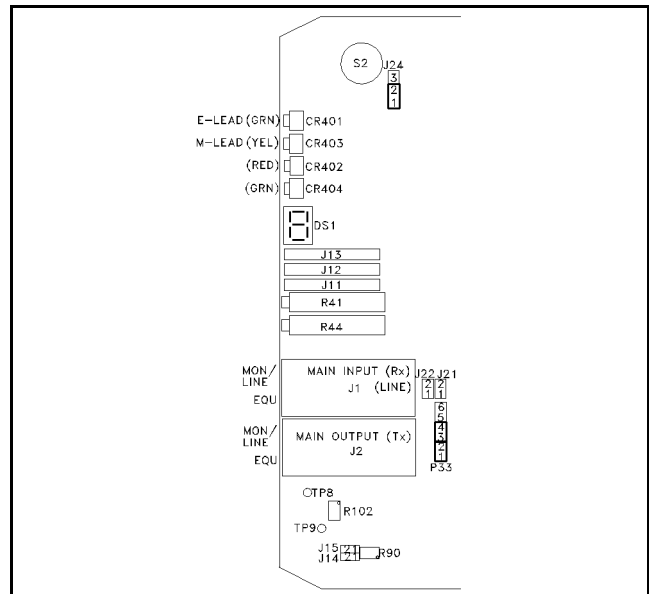 S2
J24
3
2
1
E-LEAD (GRN) CR401
M-LEAD (YEL) CR403
(RED) CR402
(GRN) CR404
DS1
J13
J12
J11
R41
R44
MON/
LINE
EQU
MAIN INPUT (Rx)
J1 (LINE)
J22 J21
2 2
1 1
MON/
LINE
EQU
MAIN OUTPUT (Tx)
J2
6
5
4
3
2
1
P33
TP8
R102
TP9
J15 21
J14 21 R90